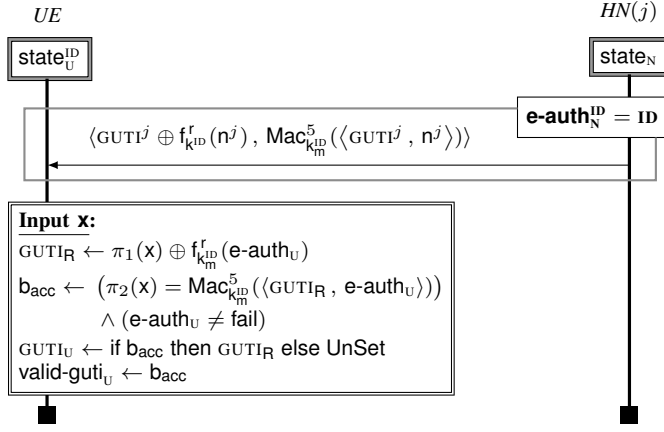 UE HN(j)
state_U^ID state_N
e-auth_N^ID = ID
⟨GUTI^j ⊕ f^r_{k^ID}(n^j) , Mac^5_{k_m^ID}(⟨GUTI^j , n^j⟩)⟩
Input x:
GUTI_R ← π_1(x) ⊕ f^r_{k_m^ID}(e-auth_U)
b_acc ← (π_2(x) = Mac^5_{k_m^ID}(⟨GUTI_R , e-auth_U⟩))
∧ (e-auth_U ≠ fail)
GUTI_U ← if b_acc then GUTI_R else UnSet
valid-guti_U ← b_acc